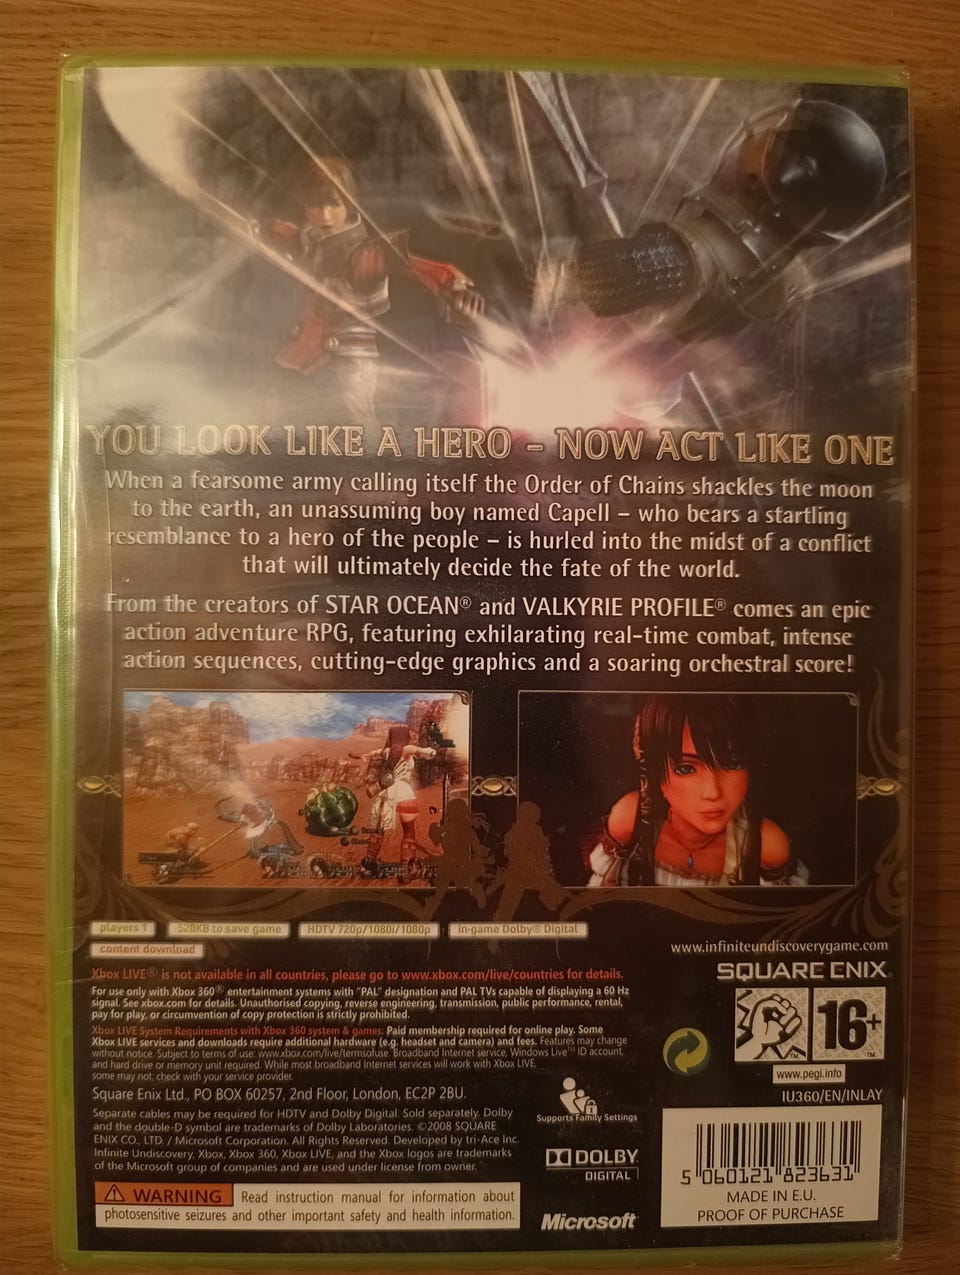 YOU LOOK LIKE A HERO – NOW ACT LIKE ONE
When a fearsome army calling itself the Order of Chains shackles the moon
to the earth, an unassuming boy named Capell – who bears a startling
resemblance to a hero of the people – is hurled into the midst of a conflict
that will ultimately decide the fate of the world.
From the creators of STAR OCEAN® and VALKYRIE PROFILE® comes an epic
action adventure RPG, featuring exhilarating real-time combat, intense
action sequences, cutting-edge graphics and a soaring orchestral score!
players 1
528KB to save game
HDTV 720p/1080i/1080p
in-game Dolby® Digital
content download
www.infiniteundiscoverygame.com
Xbox LIVE® is not available in all countries, please go to www.xbox.com/live/countries for details.
For use only with Xbox 360® entertainment systems with "PAL" designation and PAL TVs capable of displaying a 60 Hz
signal. See xbox.com for details. Unauthorised copying, reverse engineering, transmission, public performance, rental,
pay for play, or circumvention of copy protection is strictly prohibited.
Xbox LIVE System Requirements with Xbox 360 system & games: Paid membership required for online play. Some
Xbox LIVE services and downloads require additional hardware (e.g. headset and camera) and fees. Features may change
without notice. Subject to terms of use: www.xbox.com/live/termsofuse. Broadband Internet service, Windows Live™ ID account,
and hard drive or memory unit required. While most broadband Internet services will work with Xbox LIVE,
some may not; check with your service provider.
Square Enix Ltd., PO BOX 60257, 2nd Floor, London, EC2P 2BU.
Separate cables may be required for HDTV and Dolby Digital. Sold separately. Dolby
and the double-D symbol are trademarks of Dolby Laboratories. ©2008 SQUARE
ENIX CO., LTD. / Microsoft Corporation. All Rights Reserved. Developed by tri-Ace Inc.
Infinite Undiscovery, Xbox, Xbox 360, Xbox LIVE, and the Xbox logos are trademarks
of the Microsoft group of companies and are used under license from owner.
WARNING Read instruction manual for information about
photosensitive seizures and other important safety and health information.
SQUARE ENIX
16+
™
™
www.pegi.info
IU360/EN/INLAY
Supports Family Settings
DOLBY
DIGITAL
Microsoft
5 060121 823631
MADE IN E.U.
PROOF OF PURCHASE